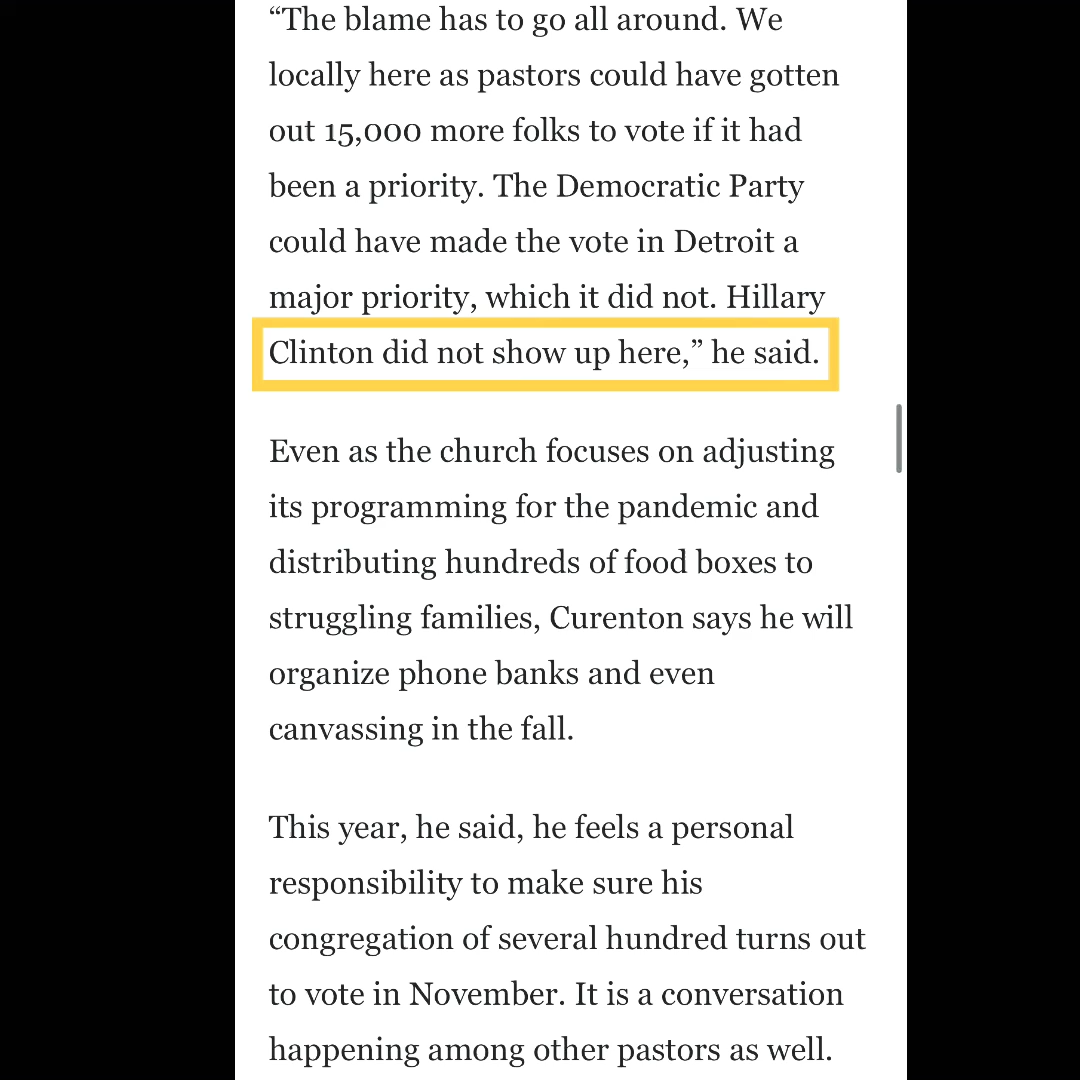 “The blame has to go all around. We
locally here as pastors could have gotten
out 15,000 more folks to vote if it had
been a priority. The Democratic Party
could have made the vote in Detroit a
major priority, which it did not. Hillary
Clinton did not show up here,” he said.
Even as the church focuses on adjusting
its programming for the pandemic and
distributing hundreds of food boxes to
struggling families, Curenton says he will
organize phone banks and even
canvassing in the fall.
This year, he said, he feels a personal
responsibility to make sure his
congregation of several hundred turns out
to vote in November. It is a conversation
happening among other pastors as well.